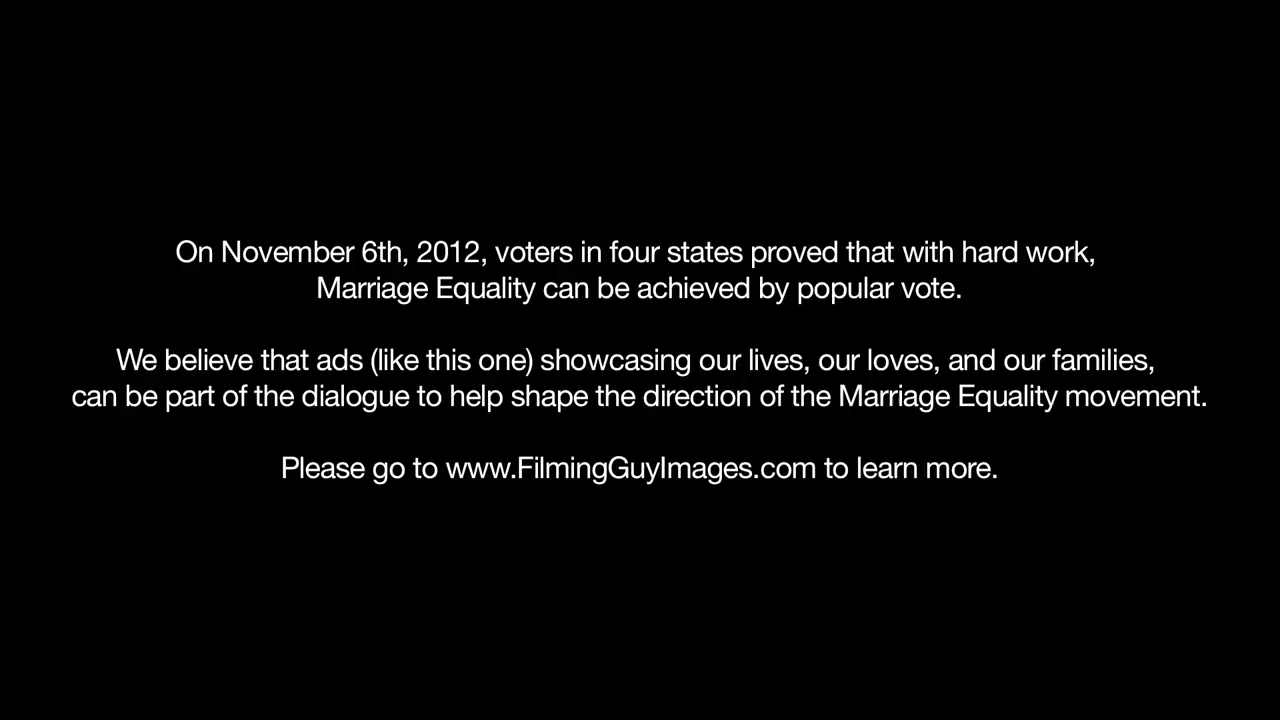 On November 6th, 2012, voters in four states proved that with hard work,
Marriage Equality can be achieved by popular vote.
We believe that ads (like this one) showcasing our lives, our loves, and our families,
can be part of the dialogue to help shape the direction of the Marriage Equality movement.
Please go to www.FilmingGuyImages.com to learn more.